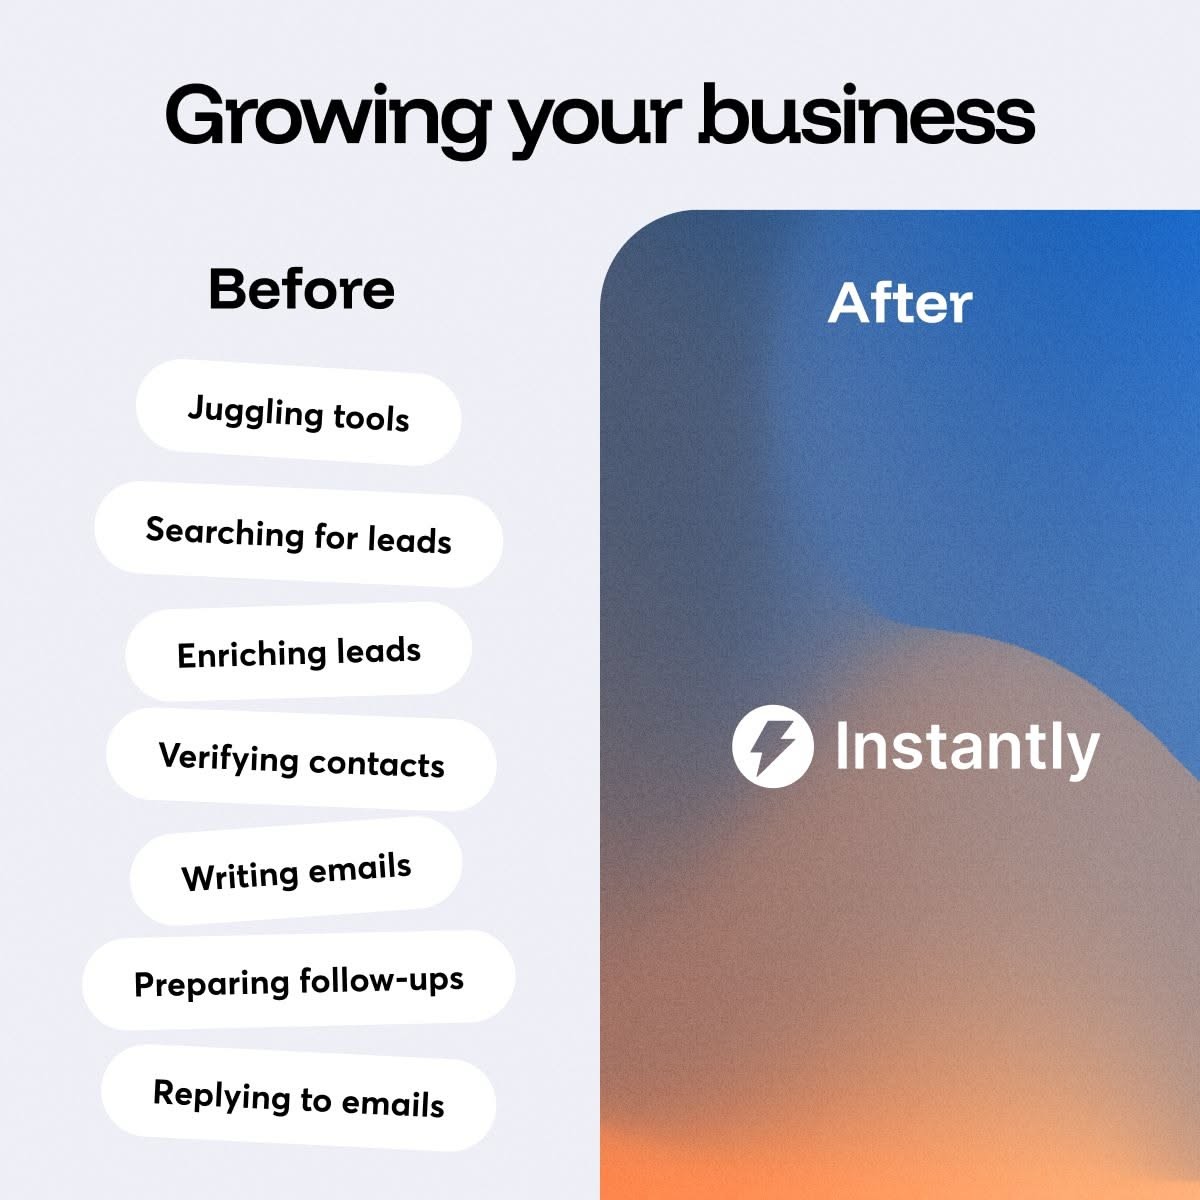 Growing your business
Before
Juggling tools
Searching for leads
Enriching leads
Verifying contacts
Writing emails
Preparing follow-ups
Replying to emails
After
Instantly